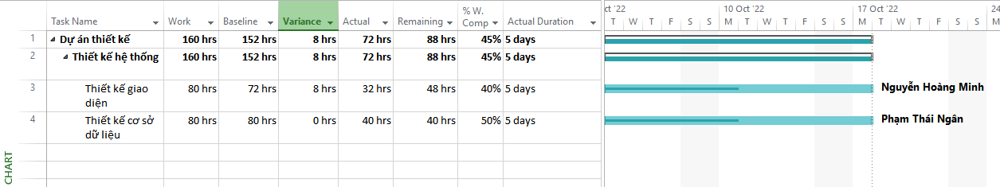 ct '22 10 Oct '22 17 Oct '22 24
% W.
Task Name Work Baseline Variance Actual Remaining Comp Actual Duration T W T F S S M T W T F S S M T W T F S S M
1 Dự án thiết kế 160 hrs 152 hrs 8 hrs 72 hrs 88 hrs 45% 5 days
2 Thiết kế hệ thống 160 hrs 152 hrs 8 hrs 72 hrs 88 hrs 45% 5 days
3 Thiết kế giao 80 hrs 72 hrs 8 hrs 32 hrs 48 hrs 40% 5 days Nguyễn Hoàng Minh
diện
4 Thiết kế cơ sở 80 hrs 80 hrs 0 hrs 40 hrs 40 hrs 50% 5 days Phạm Thái Ngân
dữ liệu
CHART